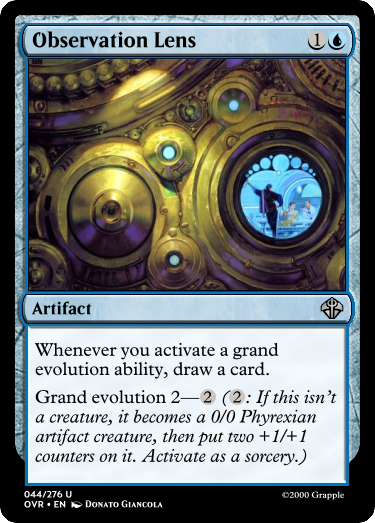 Observation Lens 1
Artifact
Whenever you activate a grand
evolution ability, draw a card.
Grand evolution 2—2 (2: If this isn't
a creature, it becomes a 0/0 Phyrexian
artifact creature, then put two +1/+1
counters on it. Activate as a sorcery.)
044/276 U
OVR • EN Donato Giancola
©2000 Grapple